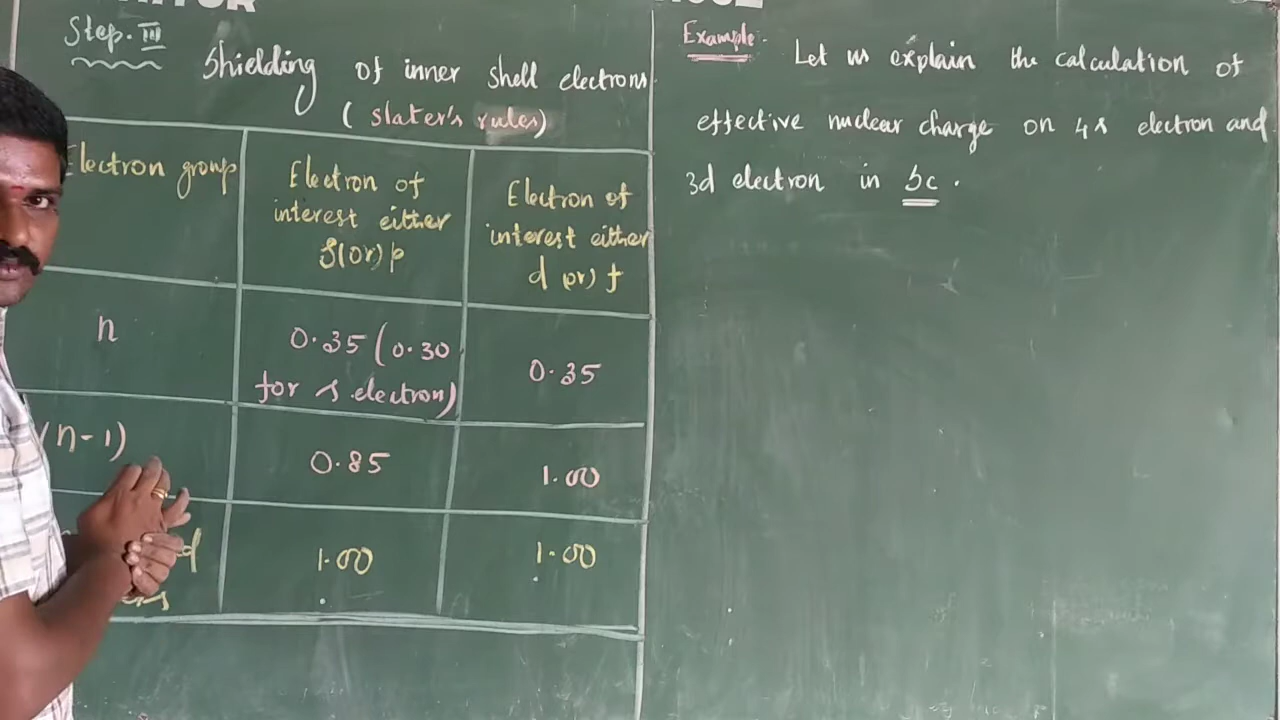 Step. III
Shielding of inner shell electrons
( slater's rules)
Electron group
Electron of
interest either
s(or) p
Electron of
interest either
d (or) f
n
0.35 (0.30
for s electron)
0.35
(n-1)
0.85
1.00
1.00
1.00
Example.
Let us explain the calculation of
effective nuclear charge on 4s electron and
3d electron in Sc.